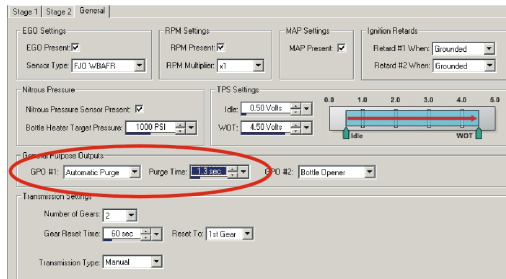 Stage 1 Stage 2 General
EGO Settings
EGO Present:
Sensor Type: FJO WBAFR
RPM Settings
RPM Present:
RPM Multiplier: x1
MAP Settings
MAP Present:
Ignition Retards
Retard #1 When: Grounded
Retard #2 When: Grounded
Nitrous Pressure
Nitrous Pressure Sensor Present:
Bottle Heater Target Pressure: 1000 PSI
TPS Settings
Idle: 0.50 Volts
WOT: 4.50 Volts
0.0 1.0 2.0 3.0 4.0 5.0
Idle WOT
General Purpose Outputs
GPO #1: Automatic Purge Purge Time: 1.3 sec GPO #2: Bottle Opener
Transmission Settings
Number of Gears: 2
Gear Reset Time: 60 sec Reset To: 1st Gear
Transmission Type: Manual